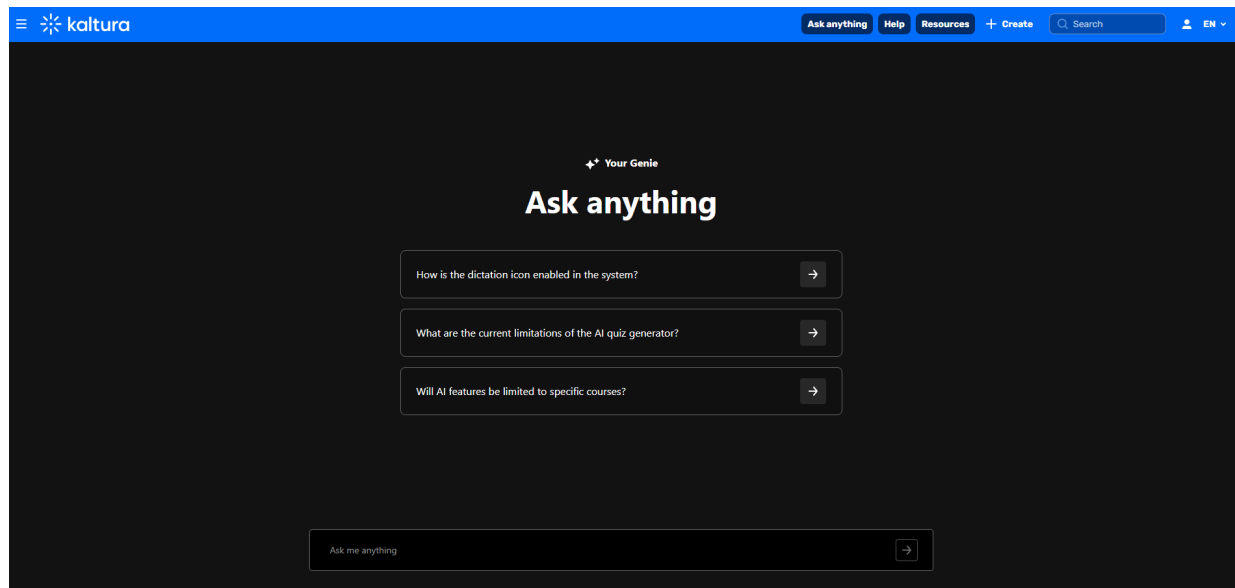 kaltura
Ask anything Help Resources + Create Search EN
Your Genie
Ask anything
How is the dictation icon enabled in the system?
What are the current limitations of the AI quiz generator?
Will AI features be limited to specific courses?
Ask me anything